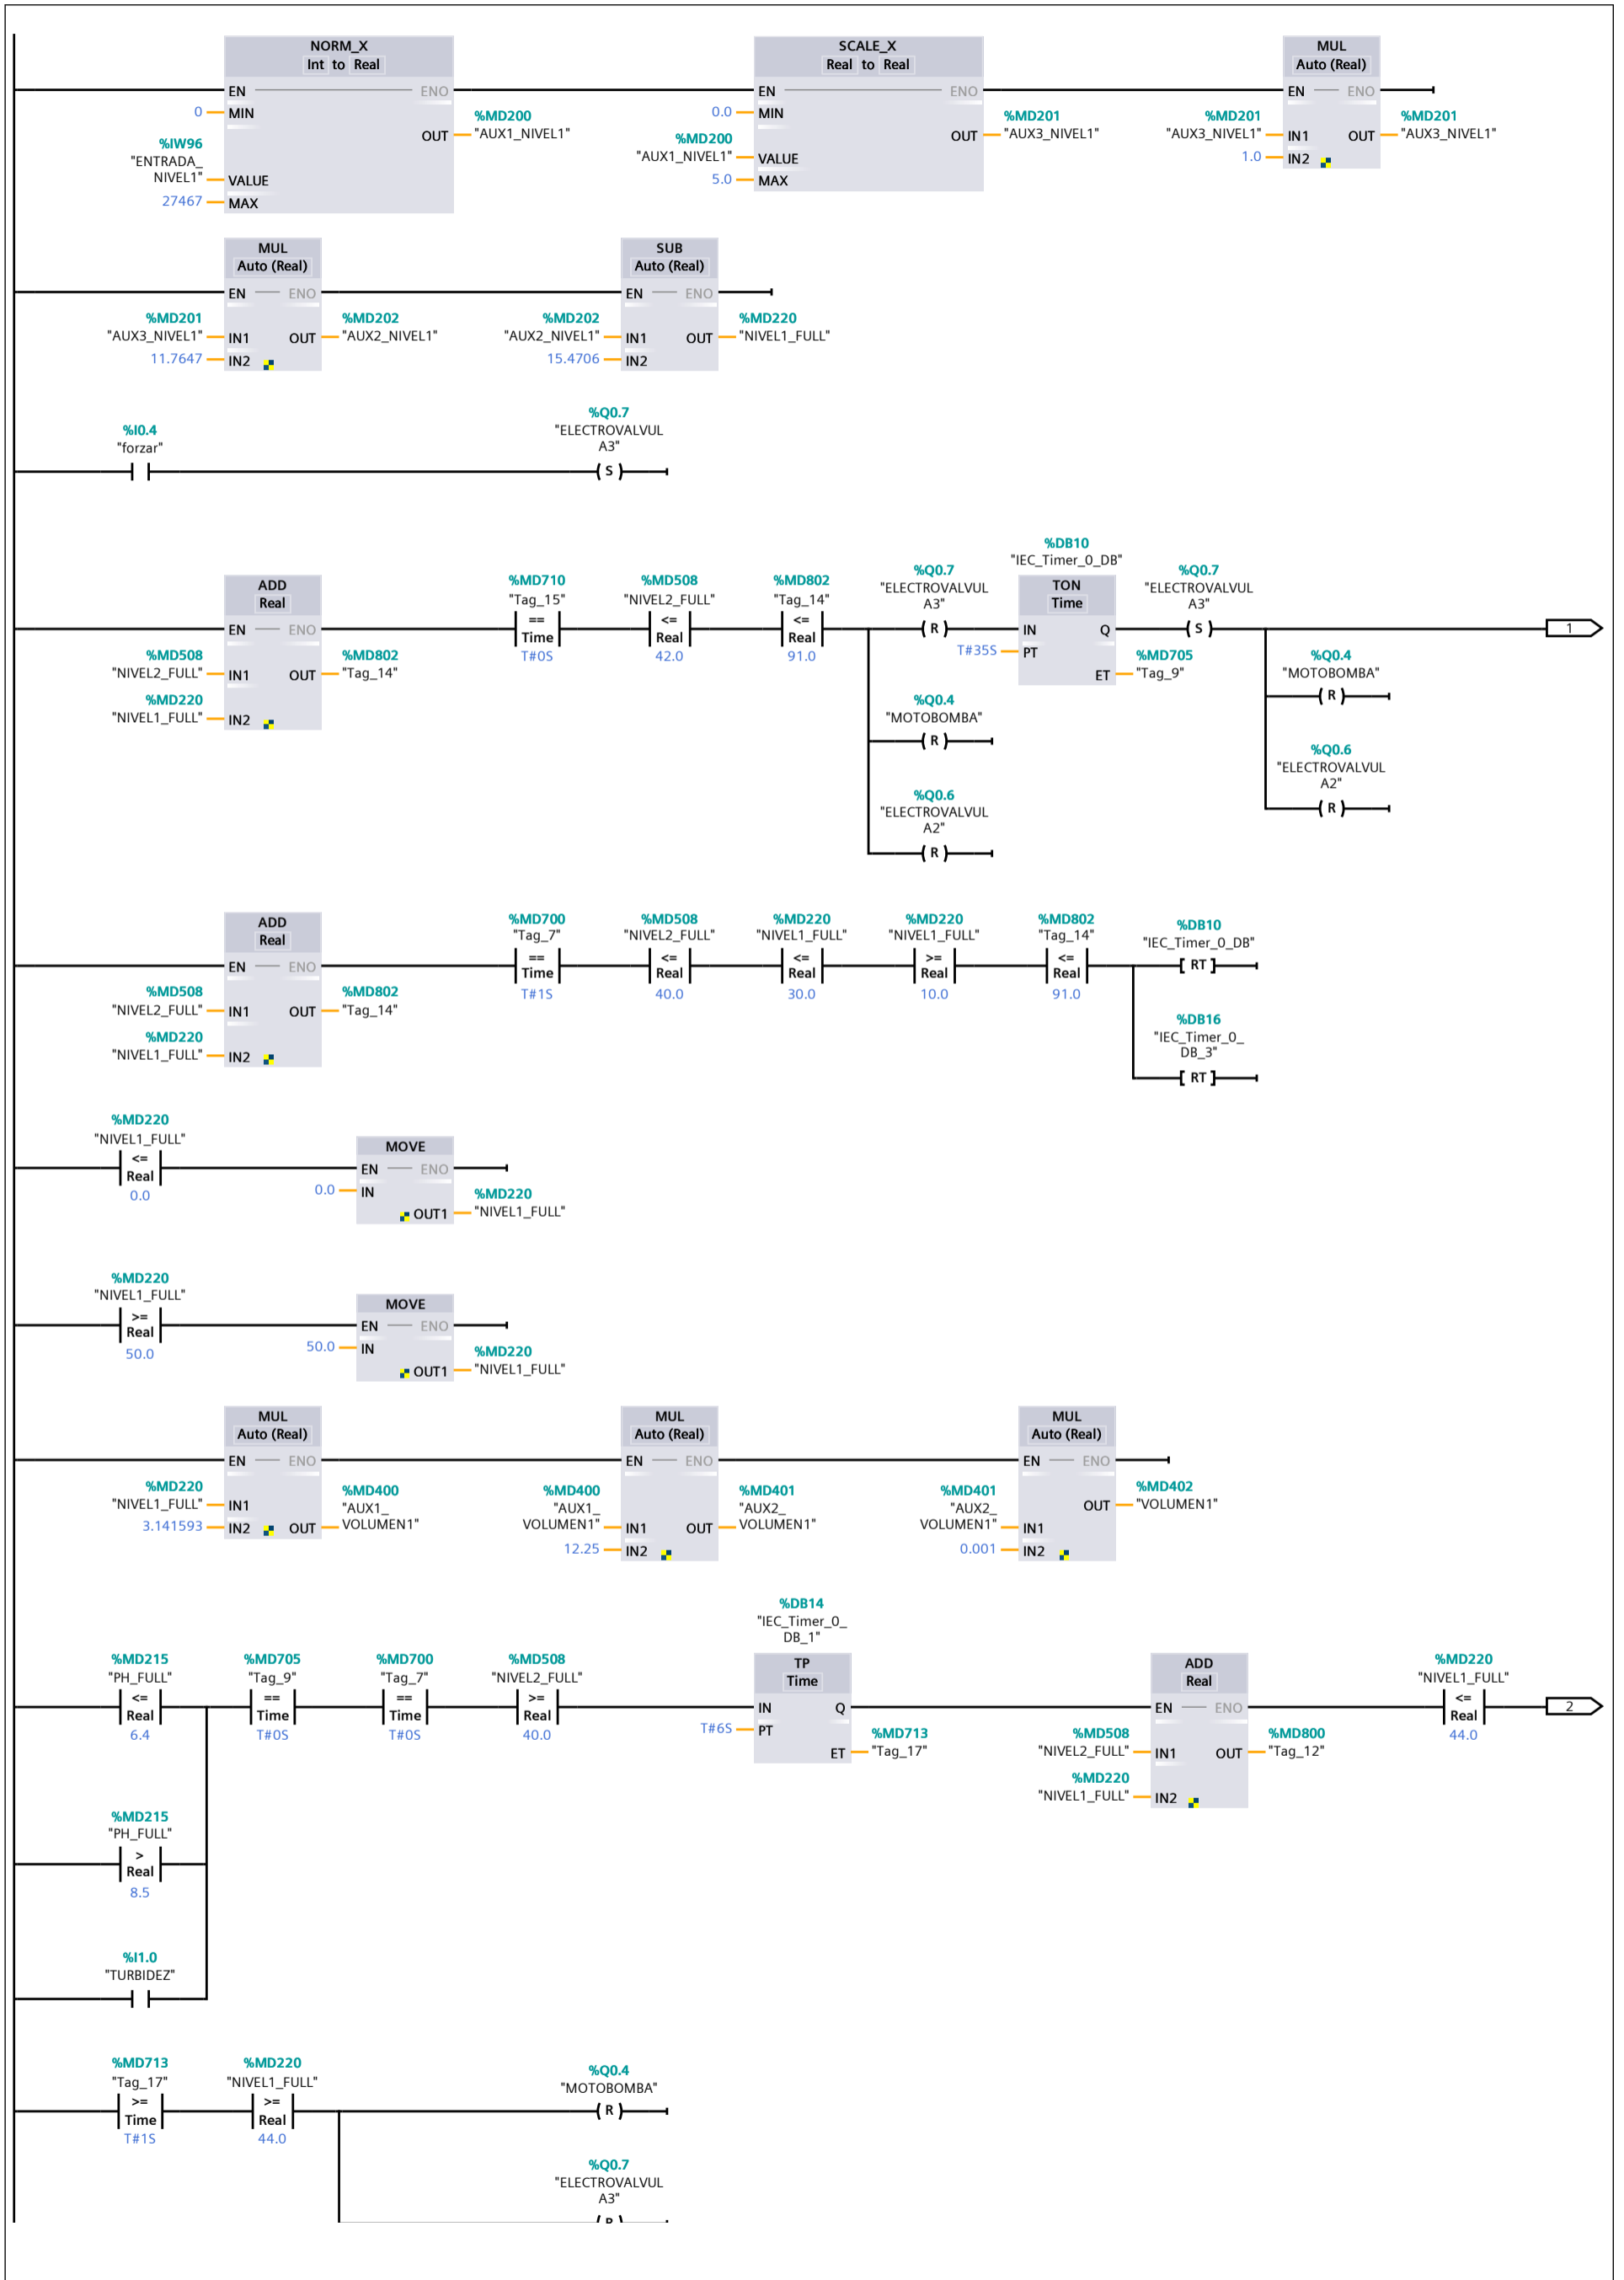 NORM_X
Int to Real
EN ENO
0 MIN
%MD200
OUT "AUX1_NIVEL1"
%IW96
"ENTRADA_
NIVEL1" VALUE
27467 MAX
SCALE_X
Real to Real
EN ENO
0.0 MIN
%MD201
OUT "AUX3_NIVEL1"
%MD200
"AUX1_NIVEL1" VALUE
5.0 MAX
MUL
Auto (Real)
EN ENO
%MD201 %MD201
"AUX3_NIVEL1" IN1 OUT "AUX3_NIVEL1"
1.0 IN2
MUL
Auto (Real)
EN ENO
%MD201 %MD202
"AUX3_NIVEL1" IN1 OUT "AUX2_NIVEL1"
11.7647 IN2
SUB
Auto (Real)
EN ENO
%MD202 %MD220
"AUX2_NIVEL1" IN1 OUT "NIVEL1_FULL"
15.4706 IN2
%I0.4
"forzar"
%Q0.7
"ELECTROVALVUL
A3"
S
ADD
Real
EN ENO
%MD508 %MD802
"NIVEL2_FULL" IN1 OUT "Tag_14"
%MD220
"NIVEL1_FULL" IN2
%MD710
"Tag_15"
==
Time
T#0S
%MD508
"NIVEL2_FULL"
<=
Real
42.0
%MD802
"Tag_14"
<=
Real
91.0
%Q0.7
"ELECTROVALVUL
A3"
R
%Q0.4
"MOTOBOMBA"
R
%Q0.6
"ELECTROVALVUL
A2"
R
%DB10
"IEC_Timer_0_DB"
TON
Time
IN Q
T#35S PT
%MD705
ET "Tag_9"
%Q0.7
"ELECTROVALVUL
A3"
S
1
%Q0.4
"MOTOBOMBA"
R
%Q0.6
"ELECTROVALVUL
A2"
R
ADD
Real
EN ENO
%MD508 %MD802
"NIVEL2_FULL" IN1 OUT "Tag_14"
%MD220
"NIVEL1_FULL" IN2
%MD700
"Tag_7"
==
Time
T#1S
%MD508
"NIVEL2_FULL"
<=
Real
40.0
%MD220
"NIVEL1_FULL"
<=
Real
30.0
%MD220
"NIVEL1_FULL"
>=
Real
10.0
%MD802
"Tag_14"
<=
Real
91.0
%DB10
"IEC_Timer_0_DB"
RT
%DB16
"IEC_Timer_0_
DB_3"
RT
%MD220
"NIVEL1_FULL"
<=
Real
0.0
MOVE
EN ENO
0.0 IN
%MD220
OUT1 "NIVEL1_FULL"
%MD220
"NIVEL1_FULL"
>=
Real
50.0
MOVE
EN ENO
50.0 IN
%MD220
OUT1 "NIVEL1_FULL"
MUL
Auto (Real)
EN ENO
%MD220
"NIVEL1_FULL" IN1
3.141593 IN2 OUT
%MD400
"AUX1_
VOLUMEN1"
MUL
Auto (Real)
EN ENO
%MD400
"AUX1_
VOLUMEN1" IN1 OUT
12.25 IN2
%MD401
"AUX2_
VOLUMEN1"
MUL
Auto (Real)
EN ENO
%MD401
"AUX2_
VOLUMEN1" IN1
0.001 IN2
%MD402
OUT "VOLUMEN1"
%MD215
"PH_FULL"
<=
Real
6.4
%MD705
"Tag_9"
==
Time
T#0S
%MD700
"Tag_7"
==
Time
T#0S
%MD508
"NIVEL2_FULL"
>=
Real
40.0
%DB14
"IEC_Timer_0_
DB_1"
TP
Time
IN Q
T#6S PT
%MD713
ET "Tag_17"
ADD
Real
EN ENO
%MD508 %MD800
"NIVEL2_FULL" IN1 OUT "Tag_12"
%MD220
"NIVEL1_FULL" IN2
%MD220
"NIVEL1_FULL"
<=
Real
44.0
2
%MD215
"PH_FULL"
>
Real
8.5
%I1.0
"TURBIDEZ"
%MD713
"Tag_17"
>=
Time
T#1S
%MD220
"NIVEL1_FULL"
>=
Real
44.0
%Q0.4
"MOTOBOMBA"
R
%Q0.7
"ELECTROVALVUL
A3"
R